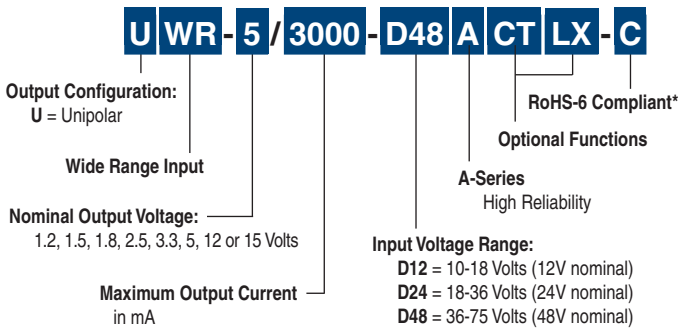 U WR - 5 / 3000 - D48 A CT LX - C
Output Configuration:
U = Unipolar
RoHS-6 Compliant*
Optional Functions
Wide Range Input
A-Series
High Reliability
Nominal Output Voltage:
1.2, 1.5, 1.8, 2.5, 3.3, 5, 12 or 15 Volts
Input Voltage Range:
D12 = 10-18 Volts (12V nominal)
D24 = 18-36 Volts (24V nominal)
D48 = 36-75 Volts (48V nominal)
Maximum Output Current
in mA